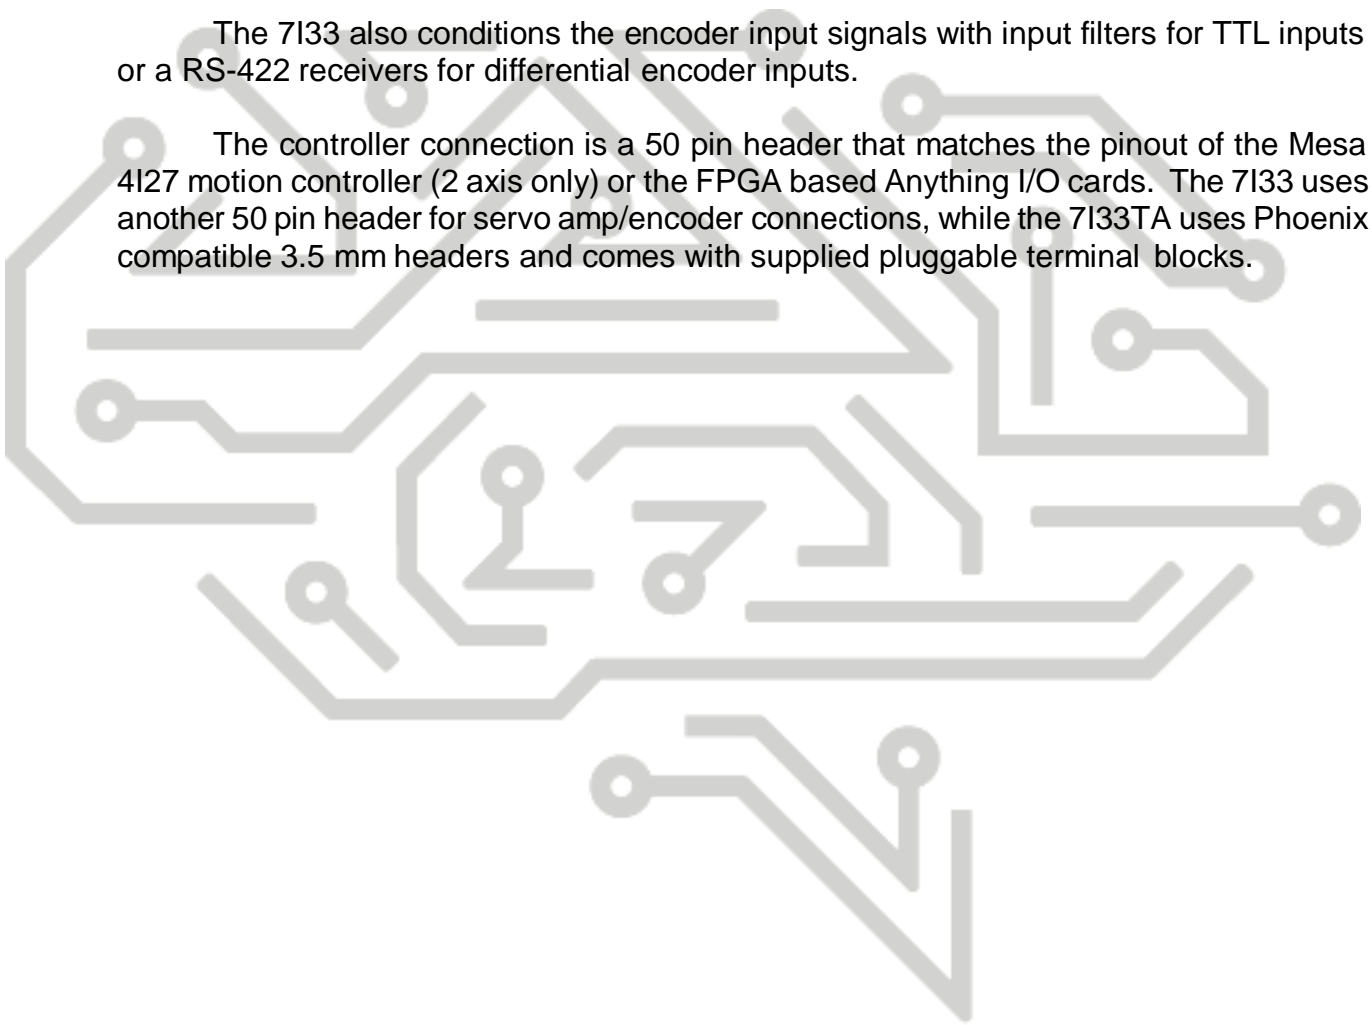 The 7I33 also conditions the encoder input signals with input filters for TTL inputs
or a RS-422 receivers for differential encoder inputs.
The controller connection is a 50 pin header that matches the pinout of the Mesa
4I27 motion controller (2 axis only) or the FPGA based Anything I/O cards. The 7I33 uses
another 50 pin header for servo amp/encoder connections, while the 7I33TA uses Phoenix
compatible 3.5 mm headers and comes with supplied pluggable terminal blocks.